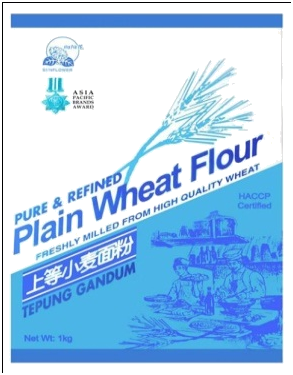 SUNFLOWER
ASIA
PACIFIC
BRANDS
AWARD
PURE & REFINED
Plain Wheat Flour
FRESHLY MILLED FROM HIGH QUALITY WHEAT
HACCP
Certified
上等小麦面粉
TEPUNG GANDUM
Net Wt: 1kg